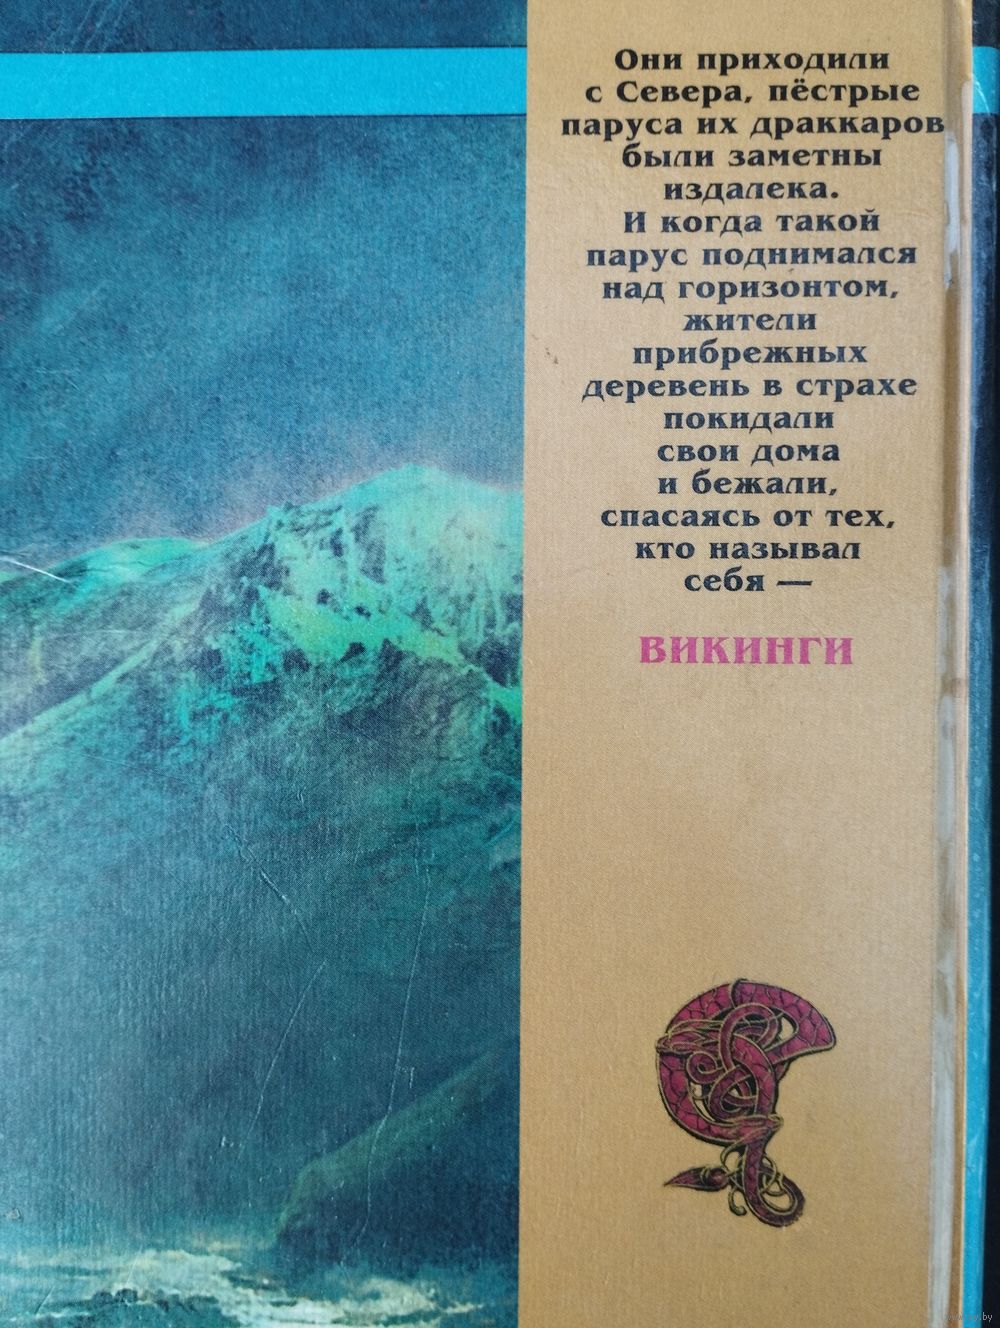 Они приходили
с Севера, пёстрые
паруса их драккаров
были заметны
издалека.
И когда такой
парус поднимался
над горизонтом,
жители
прибрежных
деревень в страхе
покидали
свои дома
и бежали,
спасаясь от тех,
кто называл
себя —
ВИКИНГИ